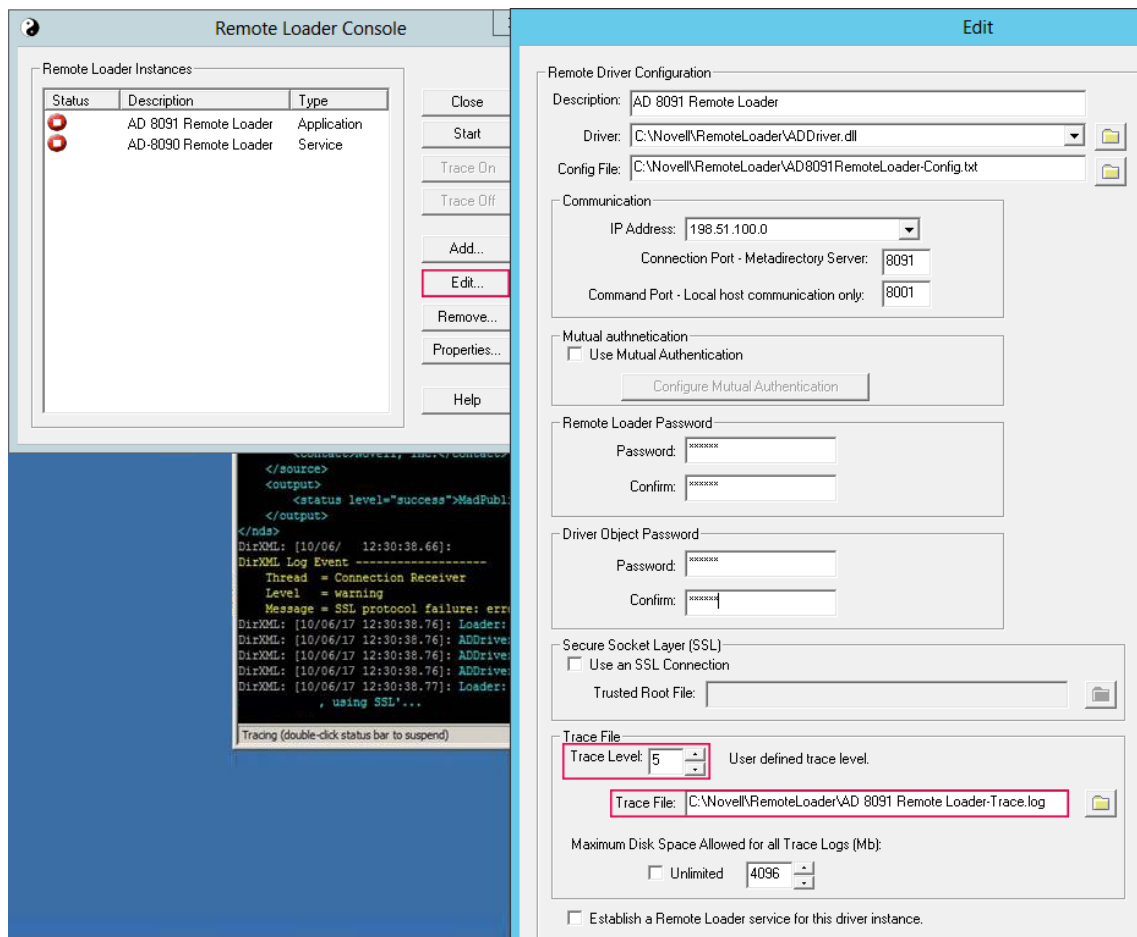 Remote Loader Console
Remote Loader Instances
Status Description Type
AD 8091 Remote Loader Application
AD-8090 Remote Loader Service
Close
Start
Trace On
Trace Off
Add...
Edit...
Remove...
Properties...
Help
</source>
<output>
<status level="success">MadPubli
</output>
</nds>
DirXML: [10/06/ 12:30:38.66]:
DirXML Log Event -------------------
Thread = Connection Receiver
Level = warning
Message = SSL protocol failure: erro
DirXML: [10/06/17 12:30:38.76]: Loader:
DirXML: [10/06/17 12:30:38.76]: ADDrive
DirXML: [10/06/17 12:30:38.76]: ADDrive
DirXML: [10/06/17 12:30:38.76]: ADDrive
DirXML: [10/06/17 12:30:38.77]: Loader:
, using SSL'...
Tracing (double-click status bar to suspend)
Edit
Remote Driver Configuration
Description: AD 8091 Remote Loader
Driver: C:\Novell\RemoteLoader\ADDriver.dll
Config File: C:\Novell\RemoteLoader\AD8091RemoteLoader-Config.txt
Communication
IP Address: 198.51.100.0
Connection Port - Metadirectory Server: 8091
Command Port - Local host communication only: 8001
Mutual authnetication
Use Mutual Authentication
Configure Mutual Authentication
Remote Loader Password
Password: ******
Confirm: ******
Driver Object Password
Password: ******
Confirm: ******
Secure Socket Layer (SSL)
Use an SSL Connection
Trusted Root File:
Trace File
Trace Level: 5 User defined trace level.
Trace File: C:\Novell\RemoteLoader\AD 8091 Remote Loader-Trace.log
Maximum Disk Space Allowed for all Trace Logs (Mb):
Unlimited 4096
Establish a Remote Loader service for this driver instance.